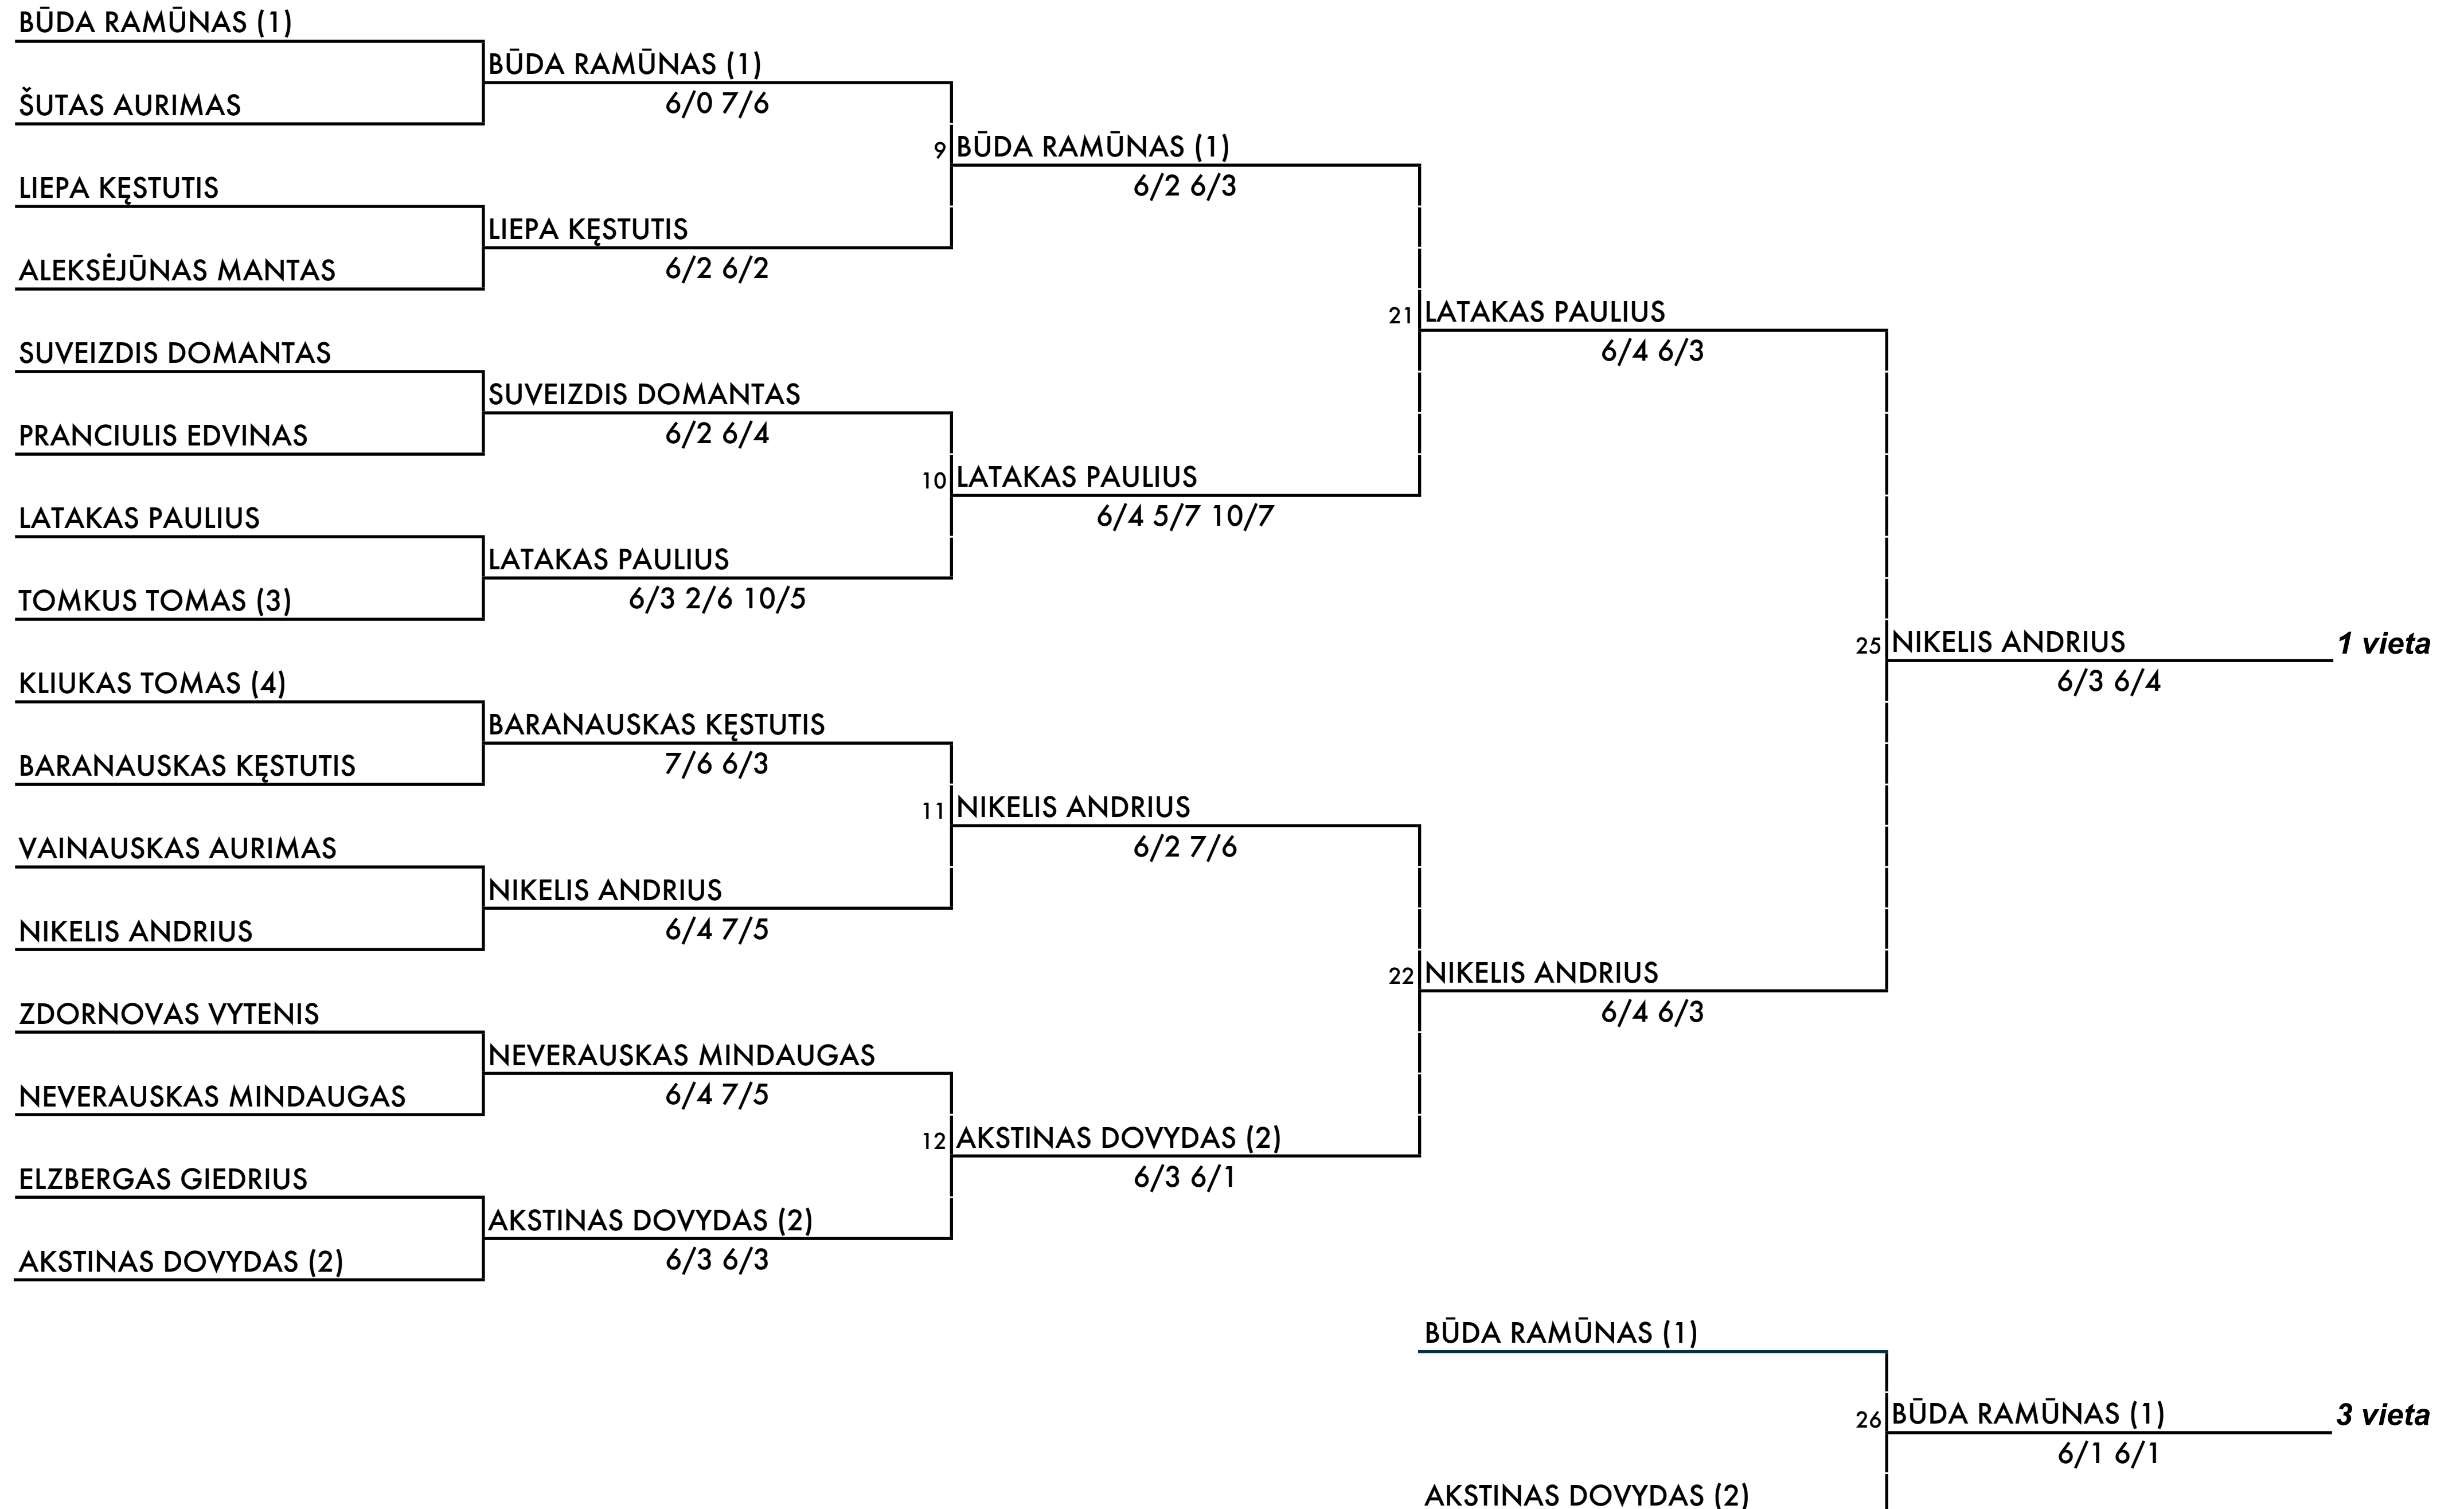 BŪDA RAMŪNAS (1)
BŪDA RAMŪNAS (1)
ŠUTAS AURIMAS
6/0 7/6
9 BŪDA RAMŪNAS (1)
LIEPA KĘSTUTIS
6/2 6/3
LIEPA KĘSTUTIS
ALEKSĖJŪNAS MANTAS
6/2 6/2
21 LATAKAS PAULIUS
SUVEIZDIS DOMANTAS
6/4 6/3
SUVEIZDIS DOMANTAS
PRANCIULIS EDVINAS
6/2 6/4
10 LATAKAS PAULIUS
LATAKAS PAULIUS
6/4 5/7 10/7
LATAKAS PAULIUS
TOMKUS TOMAS (3)
6/3 2/6 10/5
25 NIKELIS ANDRIUS 1 vieta
KLIUKAS TOMAS (4)
6/3 6/4
BARANAUSKAS KĘSTUTIS
BARANAUSKAS KĘSTUTIS
7/6 6/3
11 NIKELIS ANDRIUS
VAINAUSKAS AURIMAS
6/2 7/6
NIKELIS ANDRIUS
NIKELIS ANDRIUS
6/4 7/5
22 NIKELIS ANDRIUS
ZDORNOVAS VYTENIS
6/4 6/3
NEVERAUSKAS MINDAUGAS
NEVERAUSKAS MINDAUGAS
6/4 7/5
12 AKSTINAS DOVYDAS (2)
ELZBERGAS GIEDRIUS
6/3 6/1
AKSTINAS DOVYDAS (2)
AKSTINAS DOVYDAS (2)
6/3 6/3
BŪDA RAMŪNAS (1)
26 BŪDA RAMŪNAS (1) 3 vieta
6/1 6/1
AKSTINAS DOVYDAS (2)